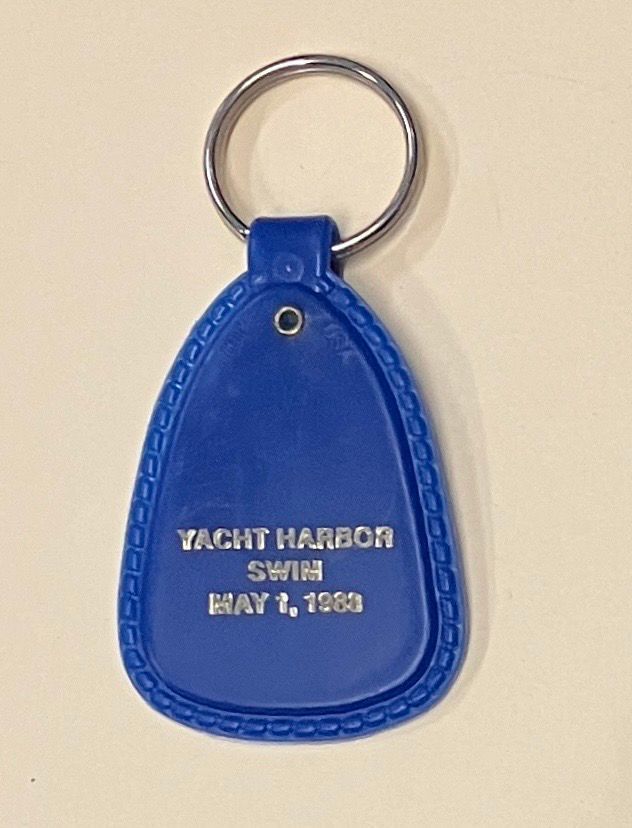 YACHT HARBOR
SWIM
MAY 1, 1988